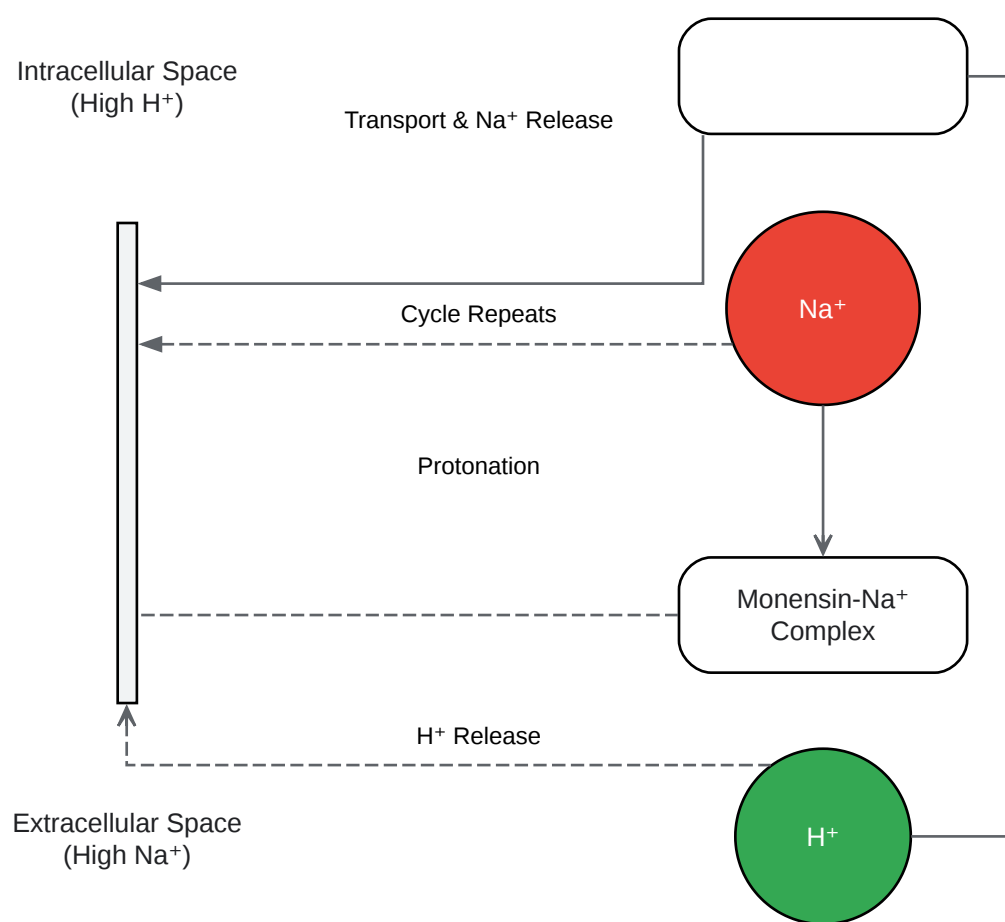 Intracellular Space
(High H⁺)
Transport & Na⁺ Release
Na⁺
Cycle Repeats
Protonation
Monensin-Na⁺
Complex
H⁺ Release
Extracellular Space
(High Na⁺)
H⁺